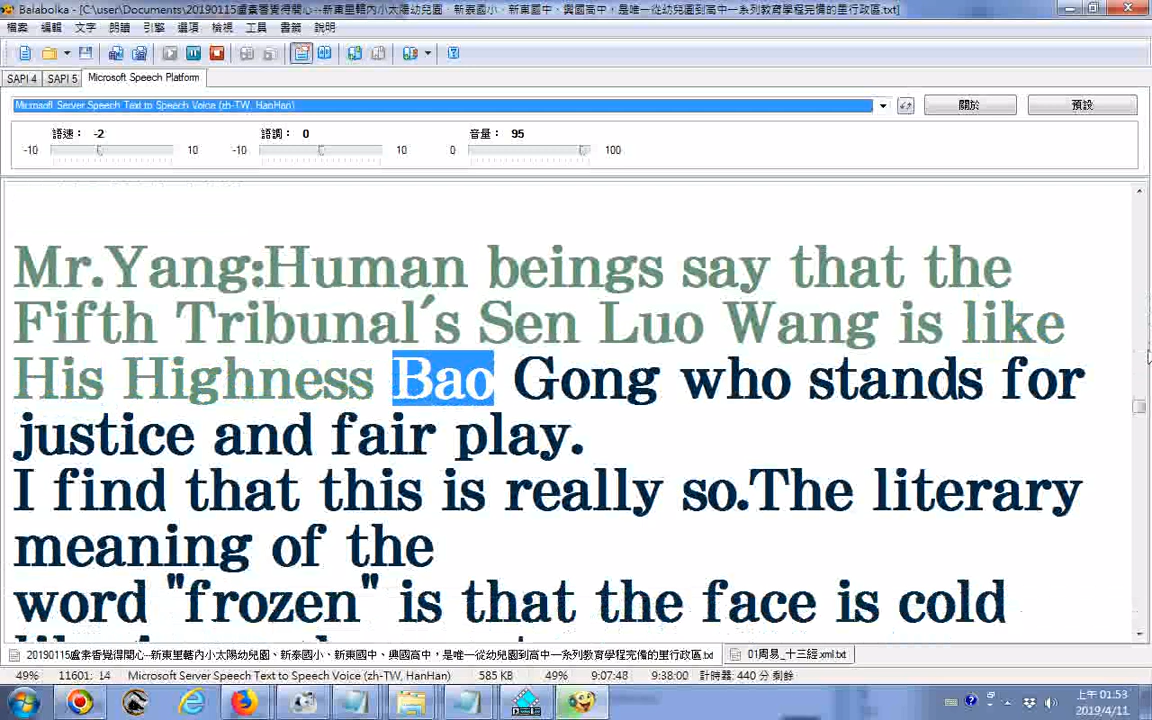 Balabolka - [C:\user\Documents\20190115盧素香覺得開心--新東里轄內小太陽幼兒園、新泰國小、新東國中、興國高中，是唯一從幼兒園到高中一系列教育學程完備的里行政區.txt]
檔案 編輯 文字 朗讀 引擎 選項 檢視 工具 書籤 說明
SAPI 4 SAPI 5 Microsoft Speech Platform
Microsoft Server Speech Text to Speech Voice (zh-TW, HanHan) 關於 預設
語速： -2 語調： 0 音量： 95
-10 10 -10 10 0 100
Mr.Yang:Human beings say that the
Fifth Tribunal´s Sen Luo Wang is like
His Highness Bao Gong who stands for
justice and fair play.
I find that this is really so.The literary
meaning of the
word "frozen" is that the face is cold
20190115盧素香覺得開心--新東里轄內小太陽幼兒園、新泰國小、新東國中、興國高中，是唯一從幼兒園到高中一系列教育學程完備的里行政區.txt 01周易_十三經.xml.txt
49% 11601: 14 Microsoft Server Speech Text to Speech Voice (zh-TW, HanHan) 585 KB 49% 9:07:48 9:38:00 計時器: 440 分 剩餘
上午 01:53
2019/4/11